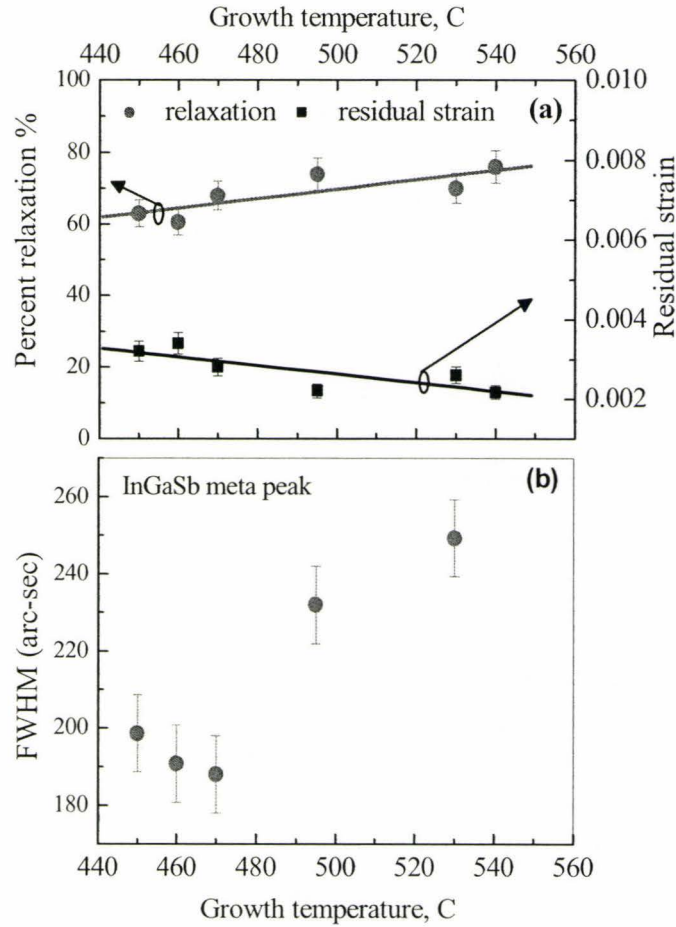 Growth temperature, C
440 460 480 500 520 540 560
100 0.010
relaxation residual strain (a)
80 0.008
60 0.006
40 0.004
20 0.002
0
Percent relaxation %
Residual strain
InGaSb meta peak (b)
260
240
220
200
180
FWHM (arc-sec)
440 460 480 500 520 540 560
Growth temperature, C